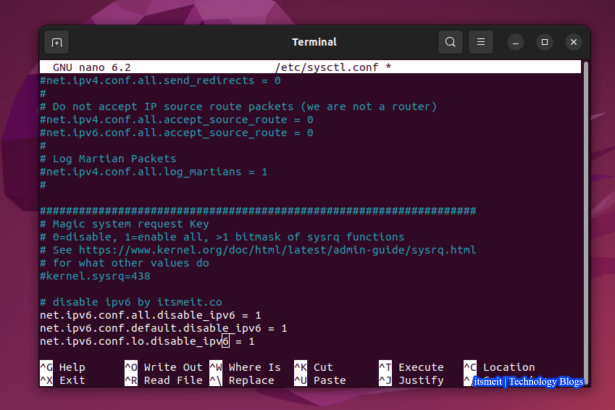 Terminal
GNU nano 6.2 /etc/sysctl.conf *
#net.ipv4.conf.all.send_redirects = 0
#
# Do not accept IP source route packets (we are not a router)
#net.ipv4.conf.all.accept_source_route = 0
#net.ipv6.conf.all.accept_source_route = 0
#
# Log Martian Packets
#net.ipv4.conf.all.log_martians = 1
#
###################################################################
# Magic system request Key
# 0=disable, 1=enable all, >1 bitmask of sysrq functions
# See https://www.kernel.org/doc/html/latest/admin-guide/sysrq.html
# for what other values do
#kernel.sysrq=438
# disable ipv6 by itsmeit.co
net.ipv6.conf.all.disable_ipv6 = 1
net.ipv6.conf.default.disable_ipv6 = 1
net.ipv6.conf.lo.disable_ipv6 = 1
^G Help ^O Write Out ^W Where Is ^K Cut ^T Execute ^C Location
^X Exit ^R Read File ^\ Replace ^U Paste ^J Justify
itsmeit | Technology Blogs